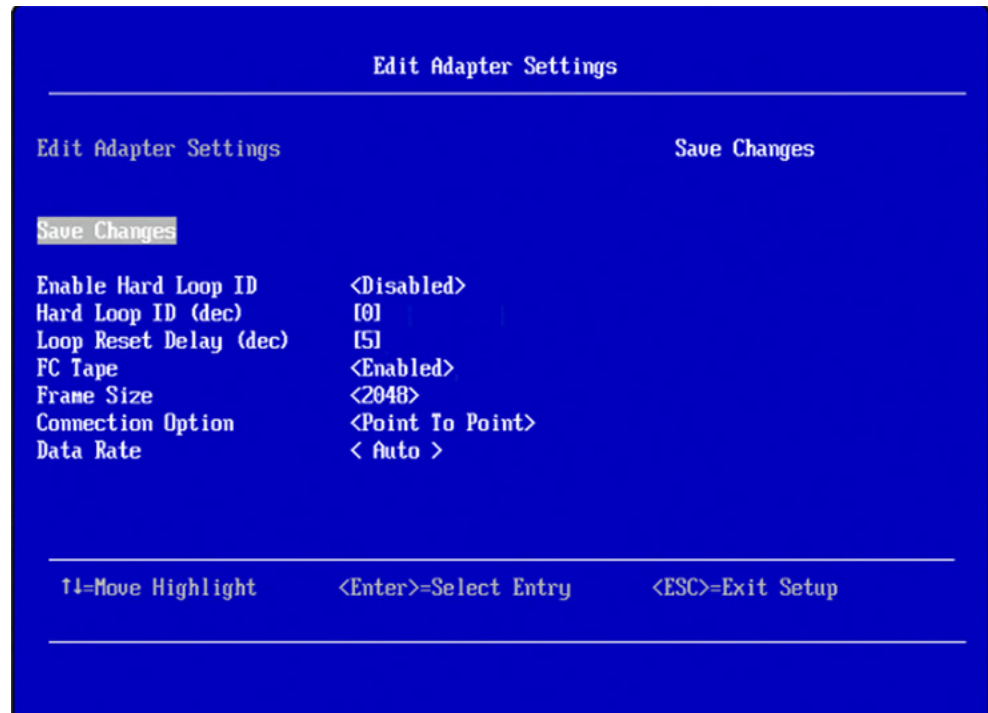 Edit Adapter Settings
Edit Adapter Settings Save Changes
Save Changes
Enable Hard Loop ID <Disabled>
Hard Loop ID (dec) [0]
Loop Reset Delay (dec) [5]
FC Tape <Enabled>
Frame Size <2048>
Connection Option <Point To Point>
Data Rate < Auto >
↑↓=Move Highlight <Enter>=Select Entry <ESC>=Exit Setup